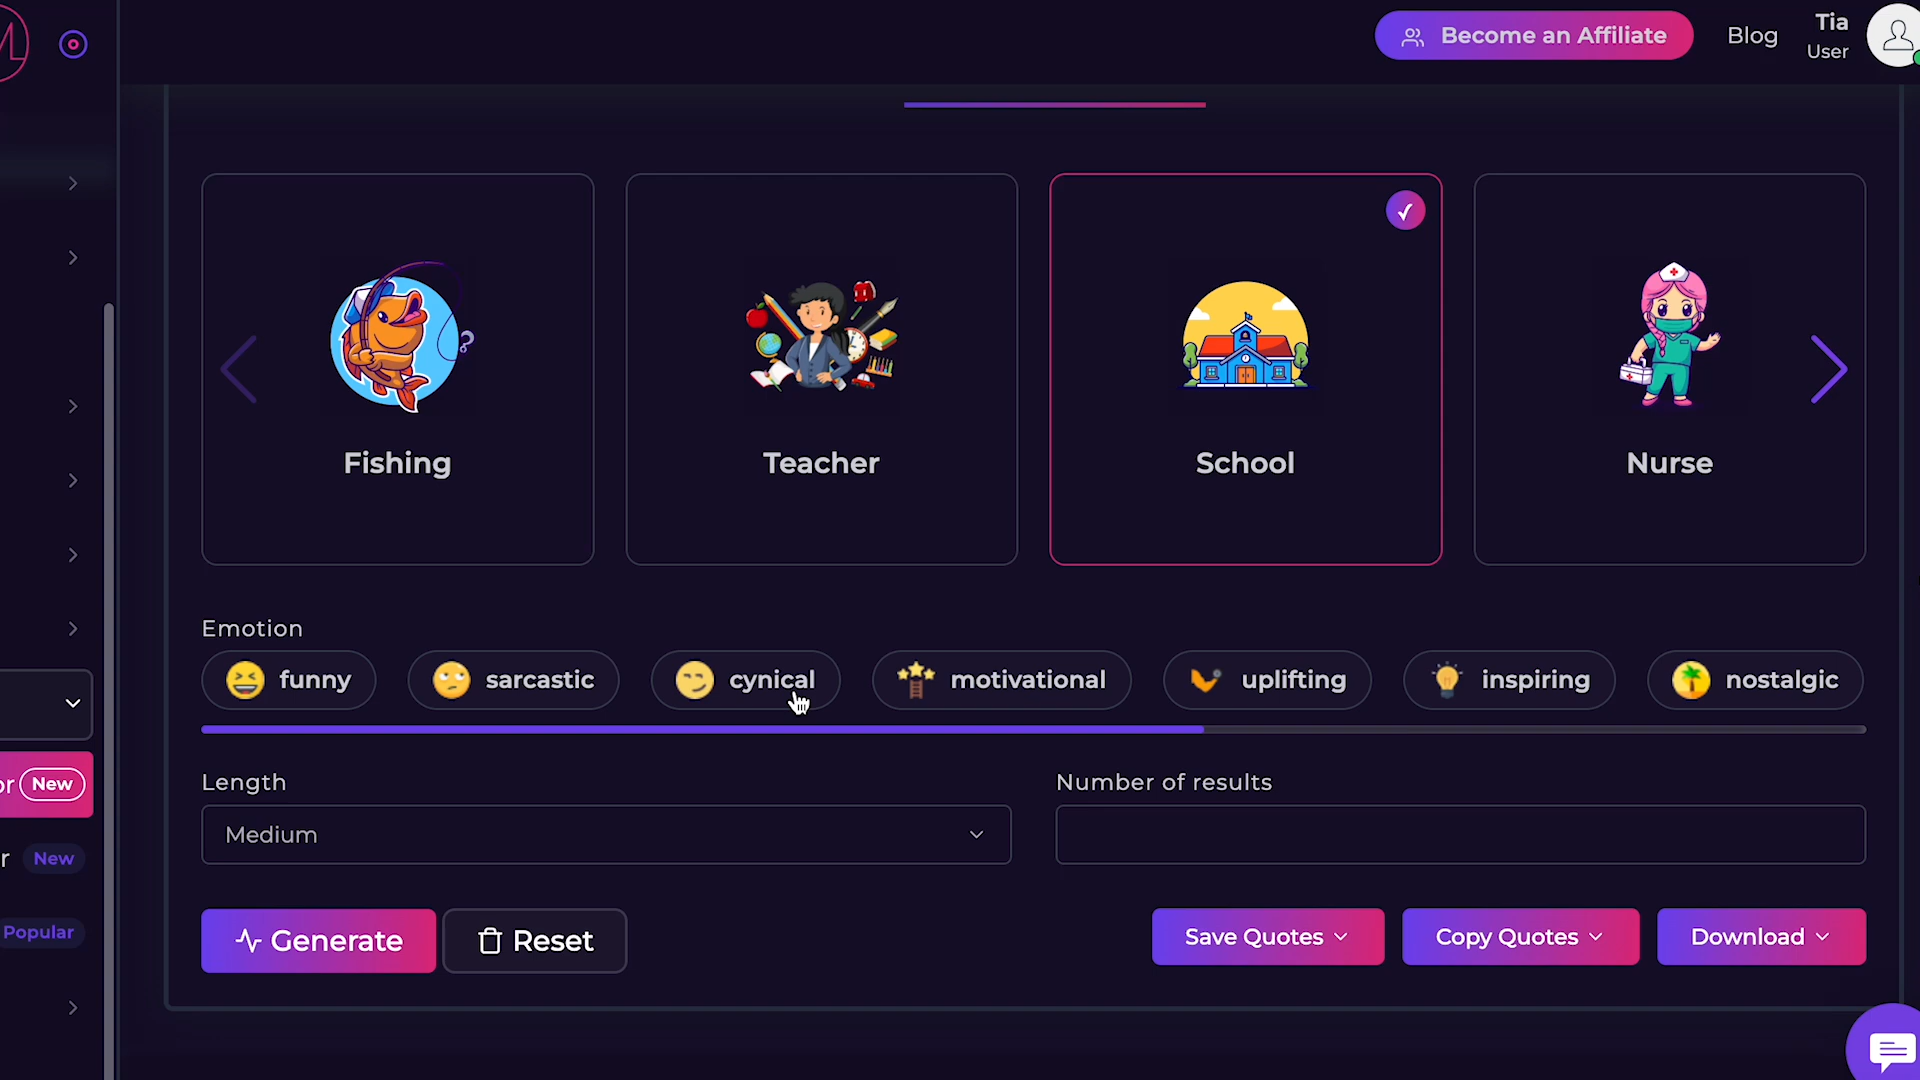 Become an Affiliate
Blog
Tia
User
Fishing
Teacher
School
Nurse
Emotion
funny
sarcastic
cynical
motivational
uplifting
inspiring
nostalgic
Length
Number of results
Medium
or New
r New
Popular
Generate
Reset
Save Quotes
Copy Quotes
Download